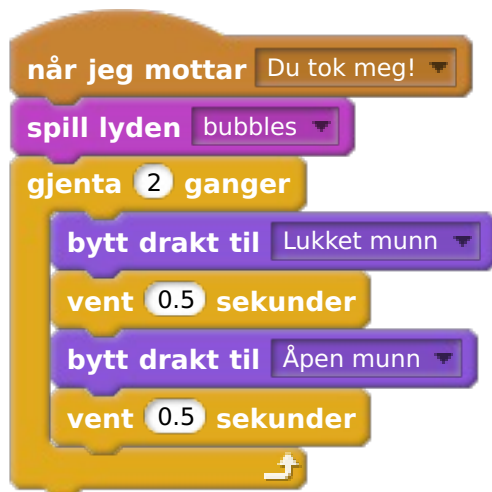 når jeg mottar Du tok meg!
spill lyden bubbles
gjenta 2 ganger
bytt drakt til Lukket munn
vent 0.5 sekunder
bytt drakt til Åpen munn
vent 0.5 sekunder